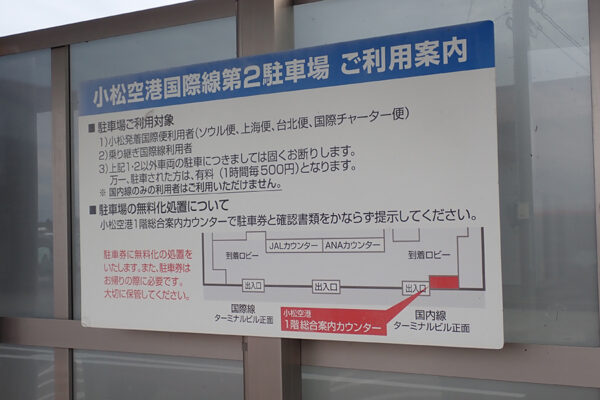 小松空港国際線第2駐車場 ご利用案内
■ 駐車場ご利用対象
1)小松発着国際便利用者(ソウル便、上海便、台北便、国際チャーター便)
2)乗り継ぎ国際線利用者
3)上記1・2以外車両の駐車につきましては固くお断りします。
万一、駐車された方は、有料(1時間毎500円)となります。
※ 国内線のみの利用者はご利用いただけません。
■ 駐車場の無料化処置について
小松空港1階総合案内カウンターで駐車券と確認書類をかならず提示してください。
駐車券に無料化の処置を
いたします。また、駐車券は
お帰りの際に必要です。
大切に保管してください。
到着ロビー
JALカウンター
ANAカウンター
到着ロビー
出入口
出入口
出入口
国際線
ターミナルビル正面
小松空港
1階総合案内カウンター
国内線
ターミナルビル正面